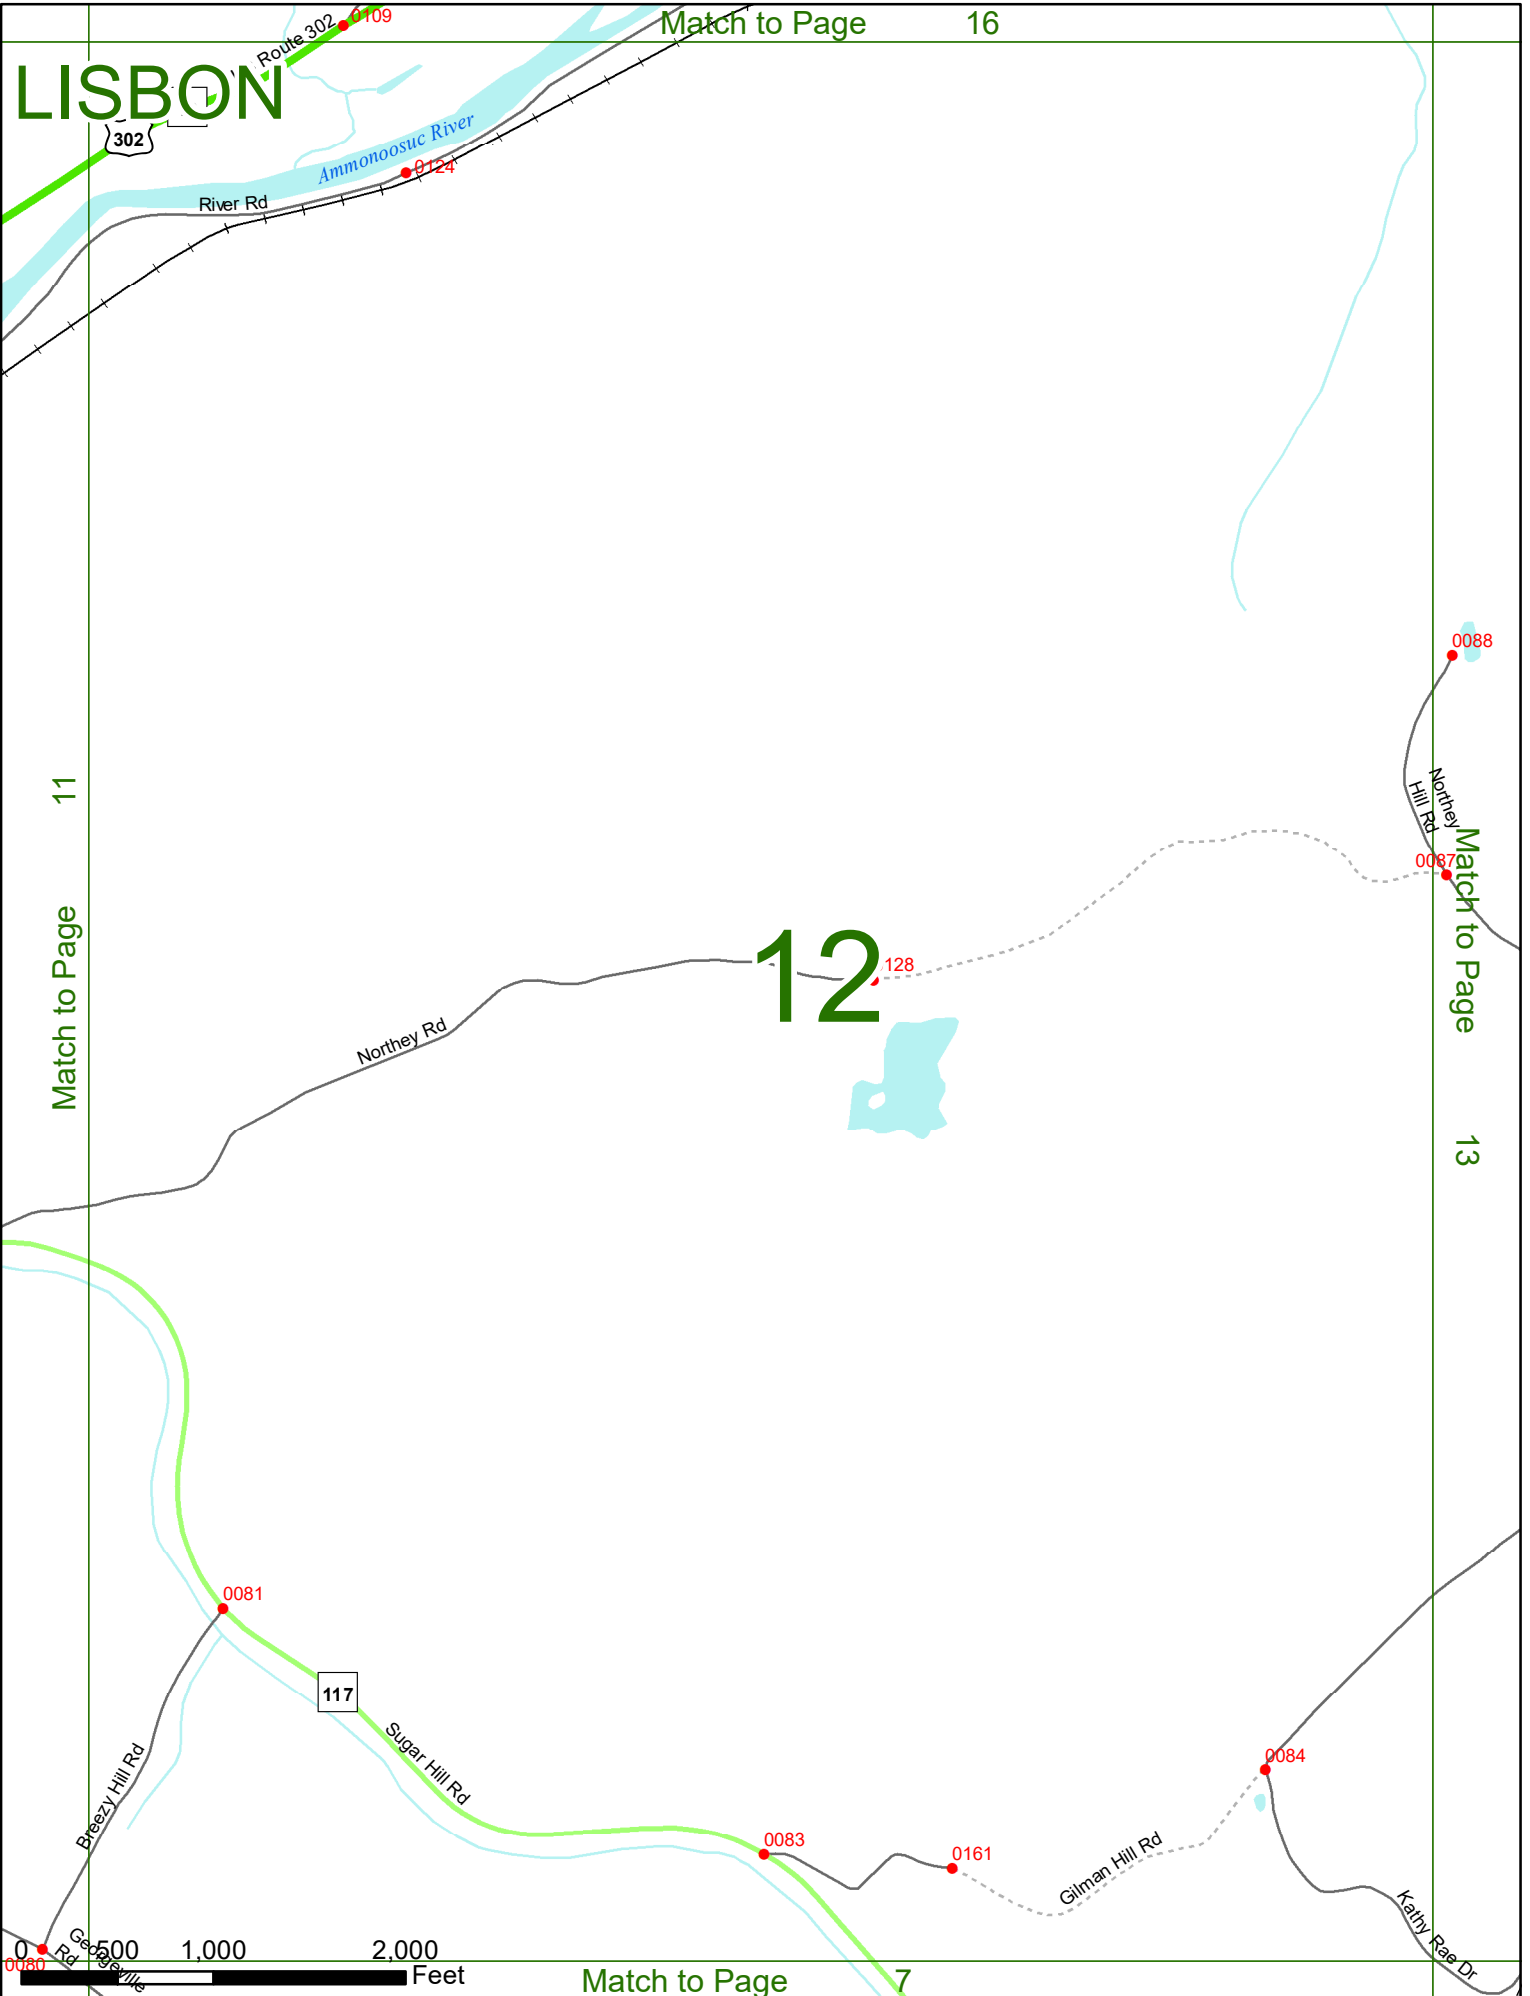 Match to Page 16
0109
Route 302
LISBON
302
Ammonoosuc River
0124
River Rd
0088
11
Match to Page
Northey
Hill Rd
0087
Match to Page
13
12
128
Northey Rd
0081
117
Sugar Hill Rd
Breezy Hill Rd
0084
0083
0161
Gilman Hill Rd
Kathy Rae Dr
Georgeville
Rd
0080
0 500 1,000 2,000
Feet
Match to Page 7